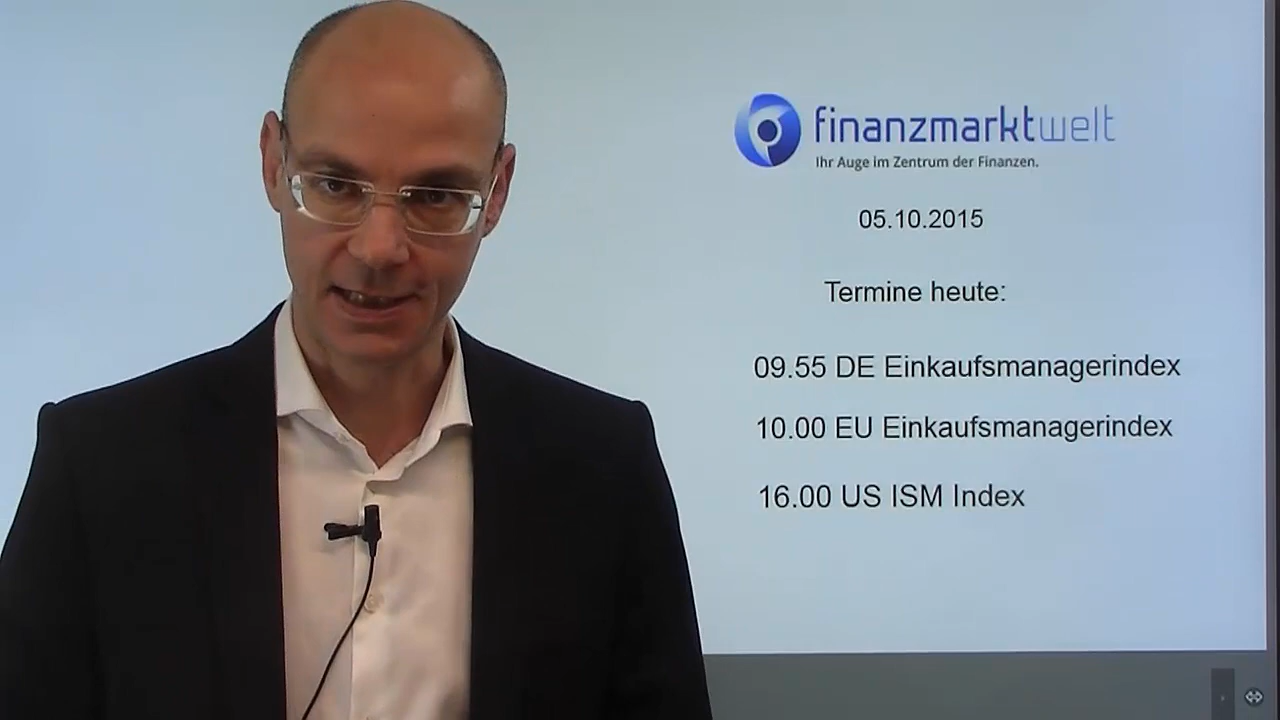 finanzmarktwelt
Ihr Auge im Zentrum der Finanzen.
05.10.2015
Termine heute:
09.55 DE Einkaufsmanagerindex
10.00 EU Einkaufsmanagerindex
16.00 US ISM Index